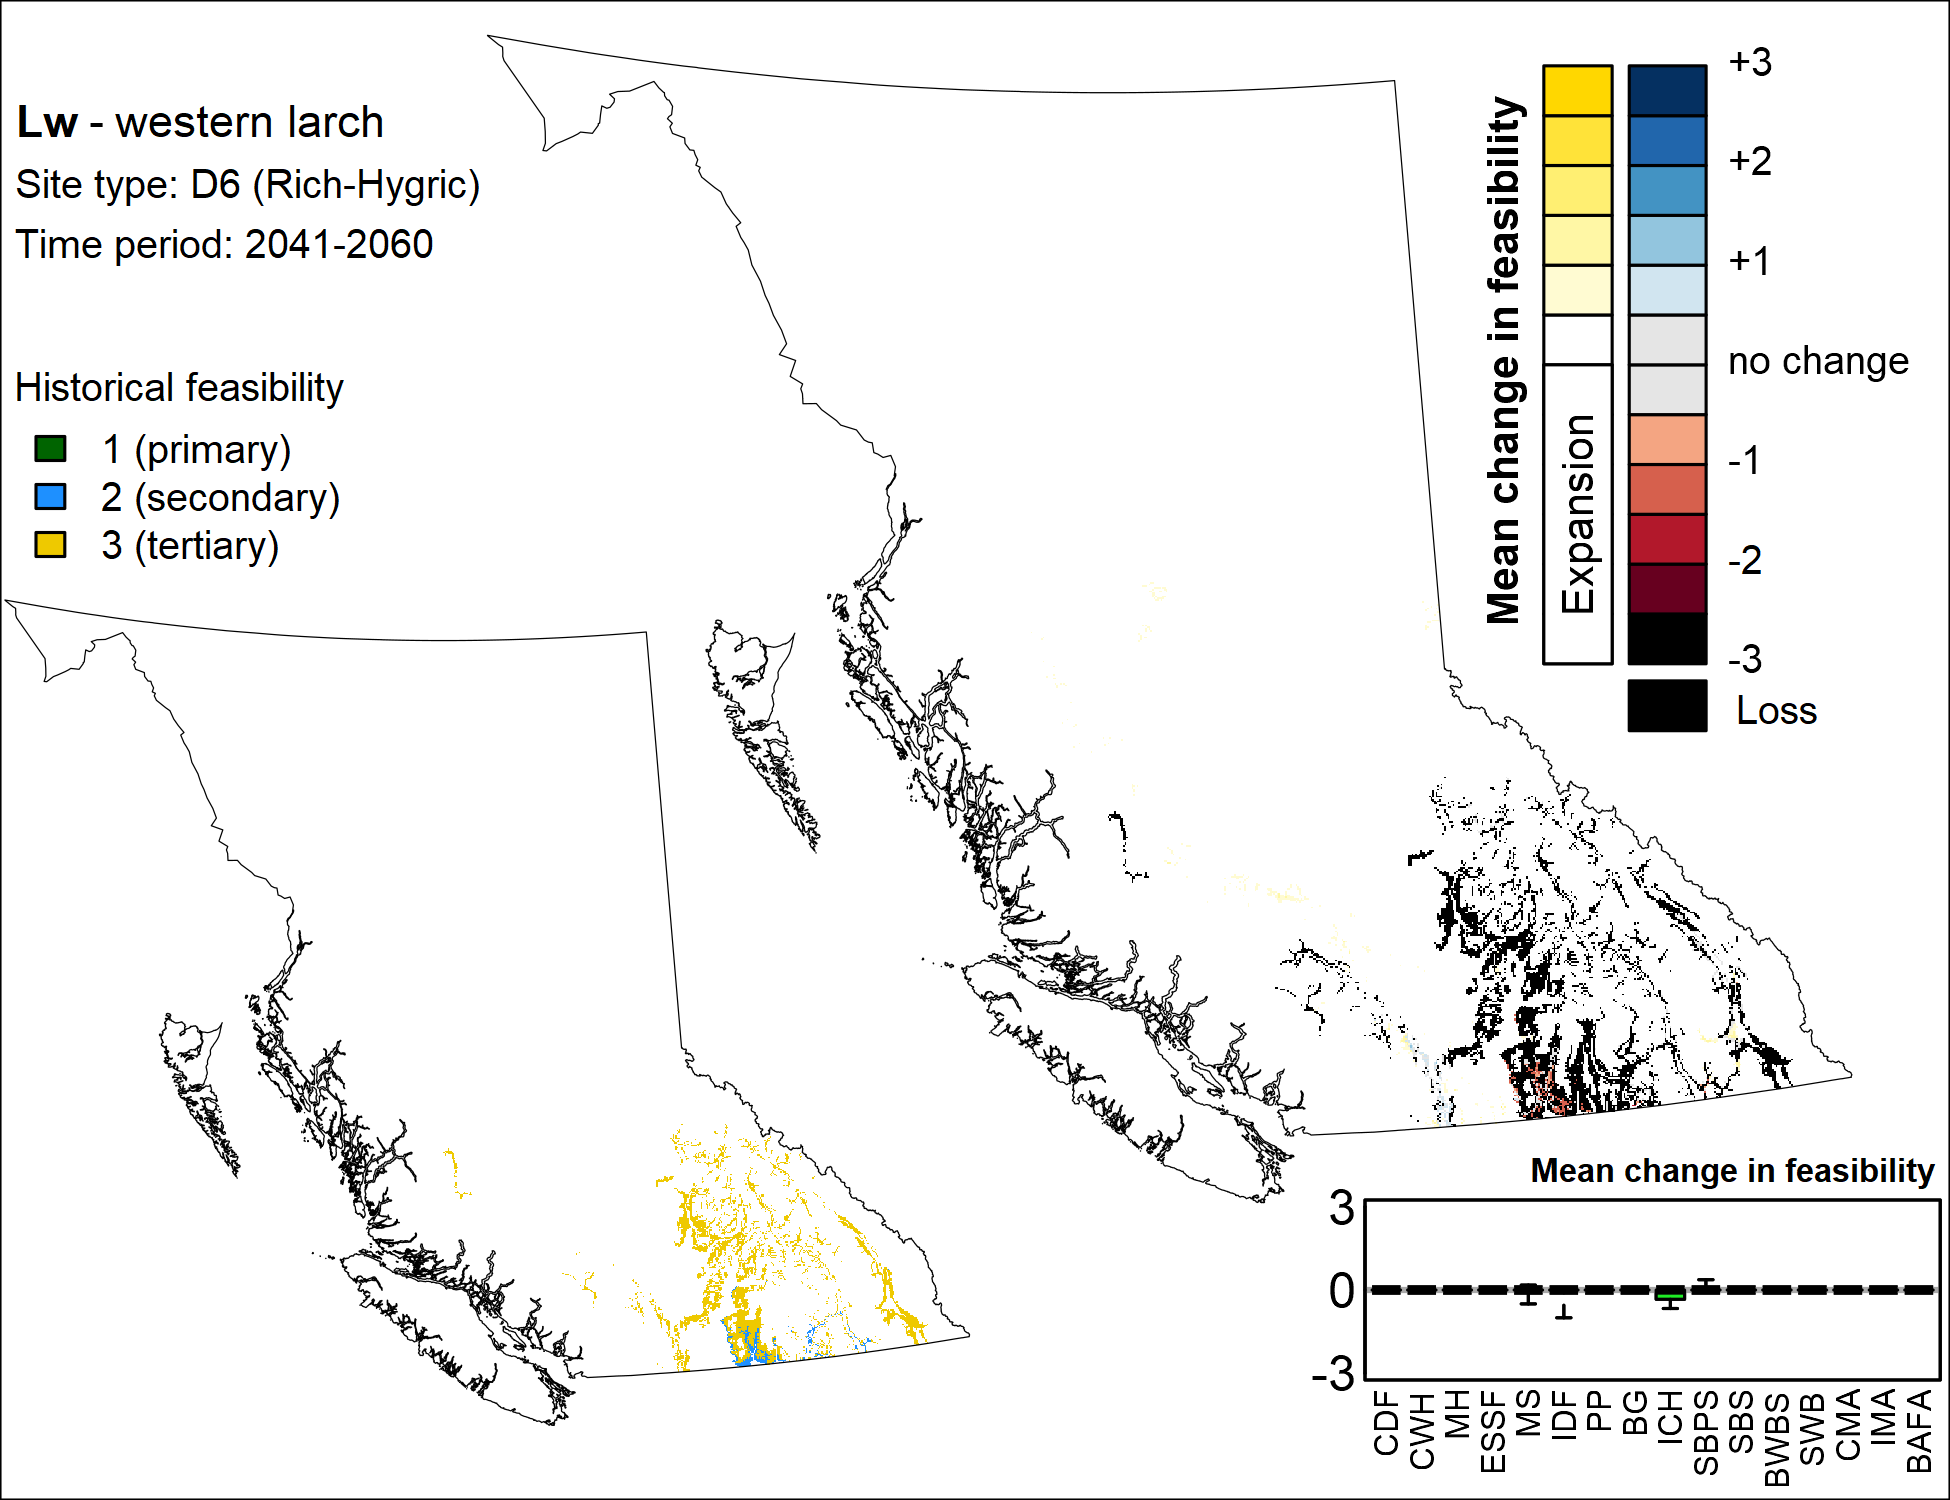 Lw - western larch
Site type: D6 (Rich-Hygric)
Time period: 2041-2060
Historical feasibility
1 (primary)
2 (secondary)
3 (tertiary)
Mean change in feasibility
Expansion
+3
+2
+1
no change
-1
-2
-3
Loss
Mean change in feasibility
3
0
-3
CDF
CWH
MH
ESSF
MS
IDF
PP
BG
ICH
SBPS
SBS
BWBS
SWB
CMA
IMA
BAFA